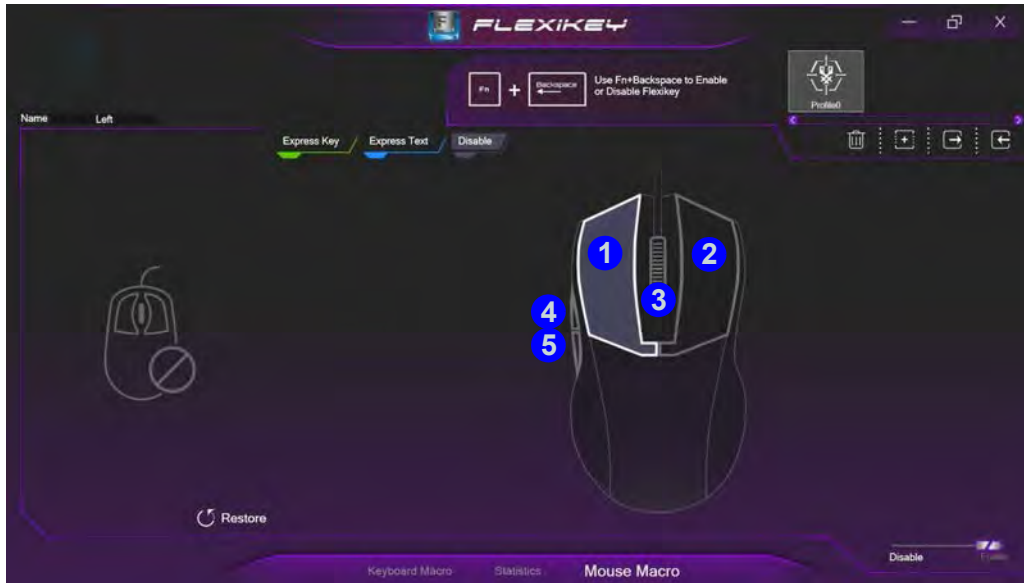 FLEXIKEY
Fn + Backspace Use Fn+Backspace to Enable
or Disable Flexikey
Profile0
Name Left
Express Key Express Text Disable
1
2
3
4
5
Restore
Disable Enable
Keyboard Macro Statistics Mouse Macro